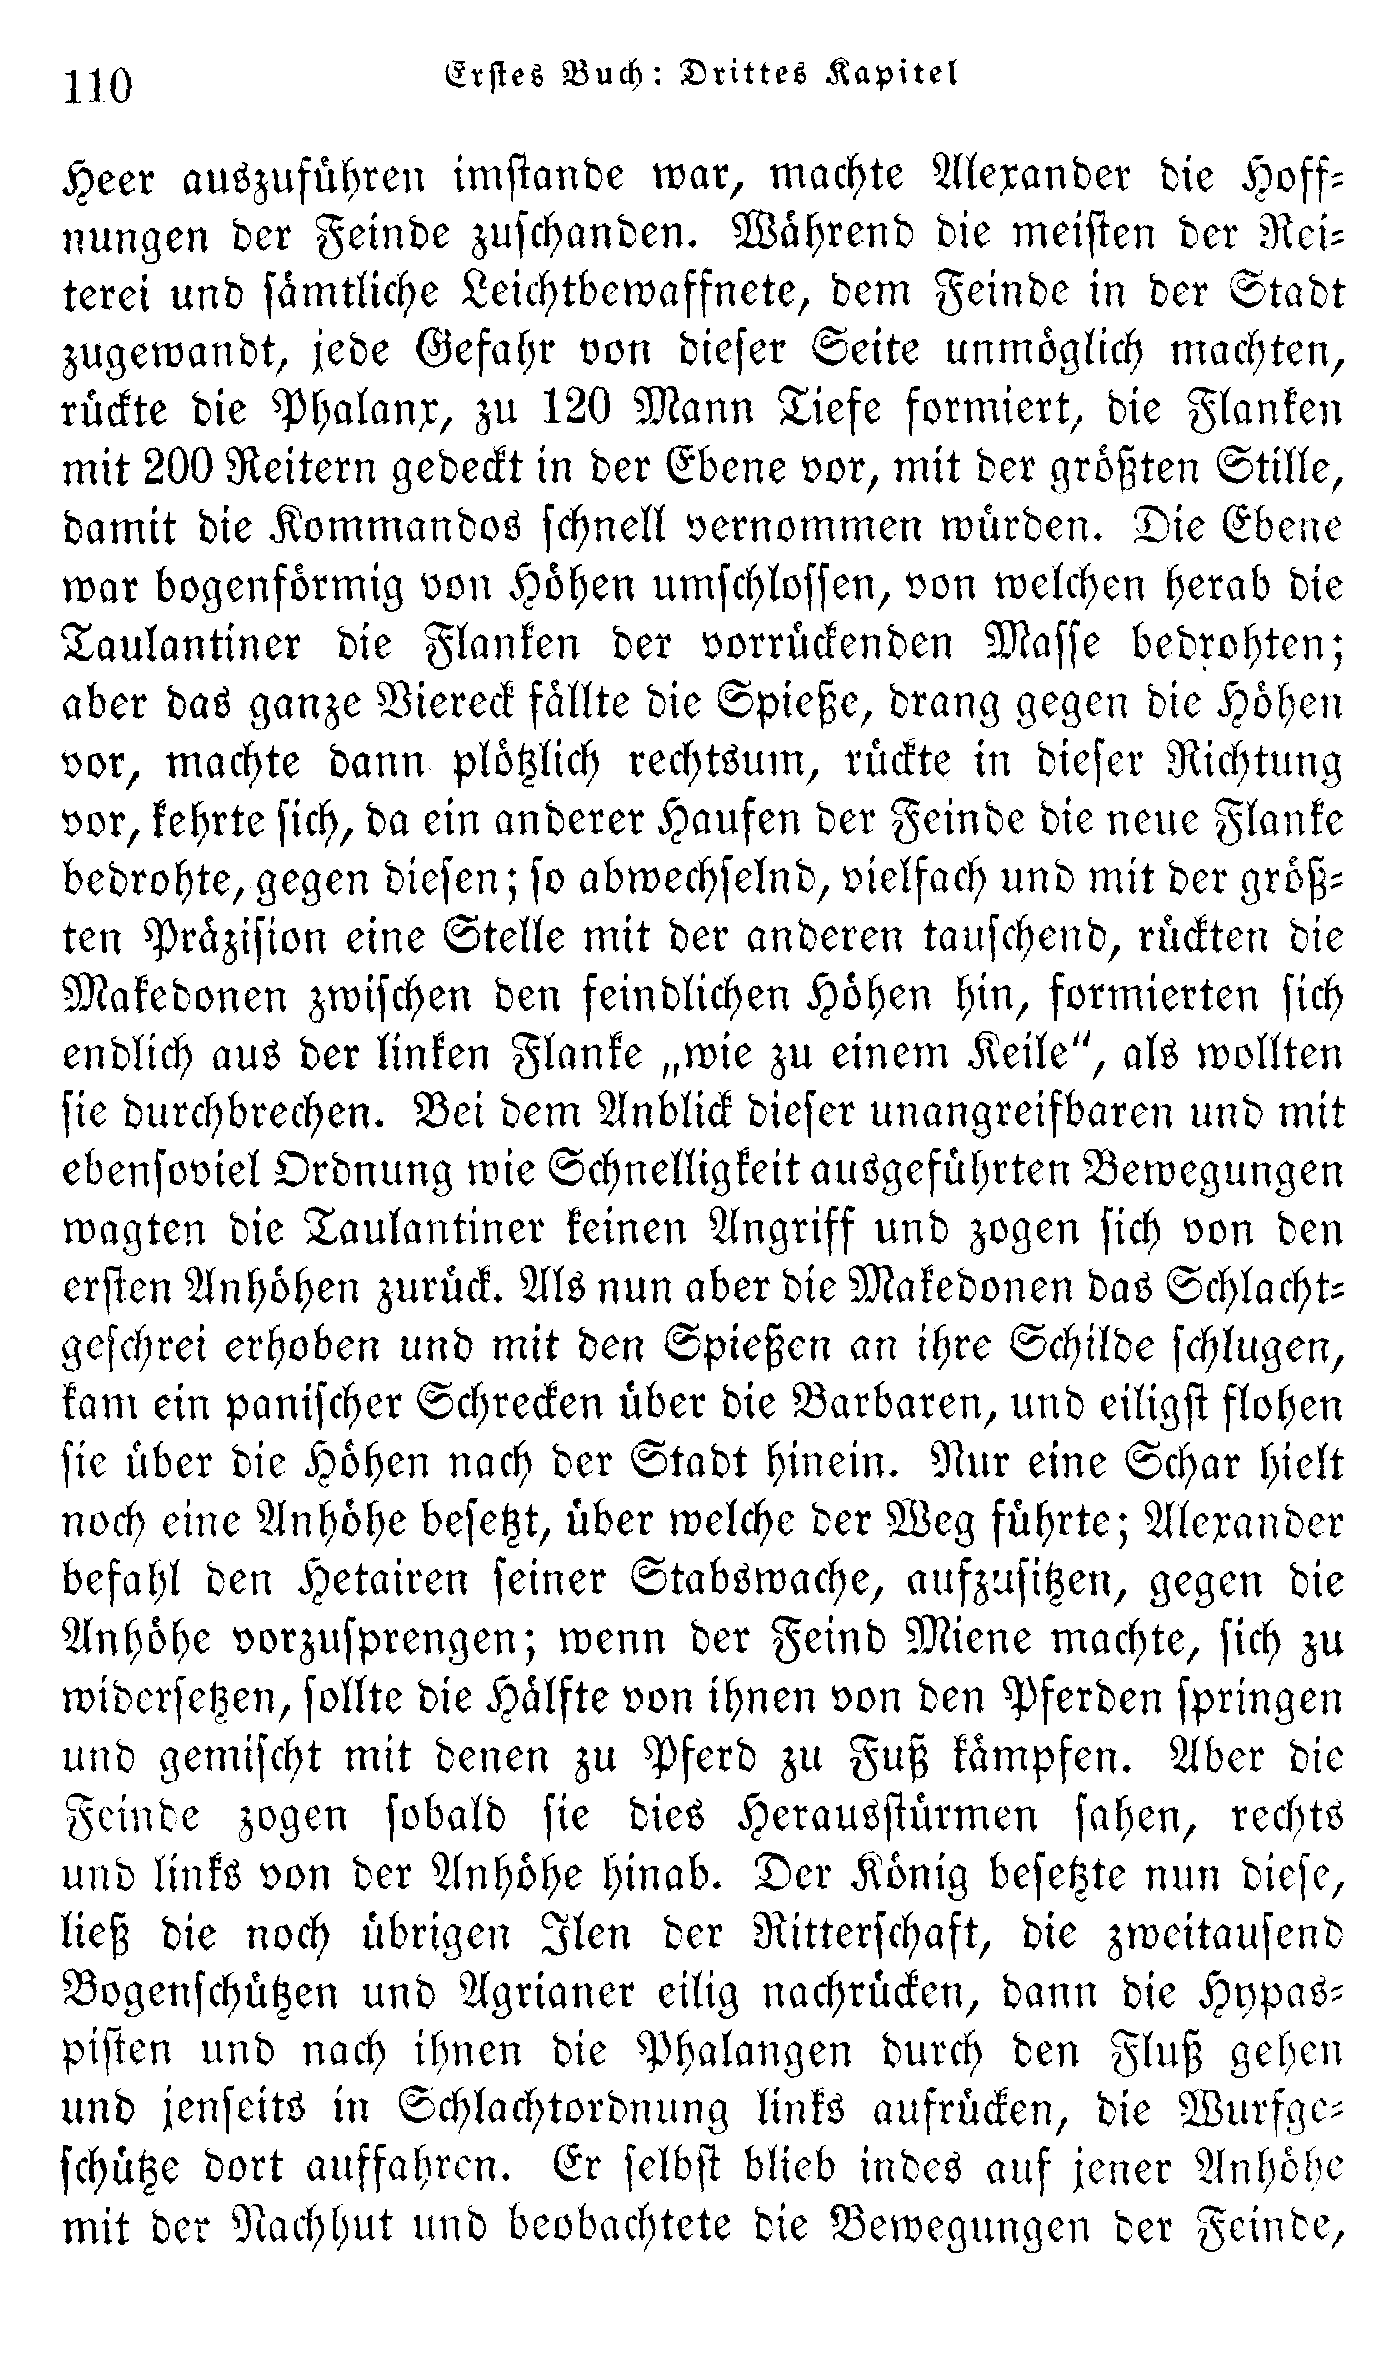 110
Erstes Buch: Drittes Kapitel
Heer auszuführen imstande war, machte Alexander die Hoff-
nungen der Feinde zuschanden. Während die meisten der Rei-
terei und sämtliche Leichtbewaffnete, dem Feinde in der Stadt
zugewandt, jede Gefahr von dieser Seite unmöglich machten,
rückte die Phalanx, zu 120 Mann Tiefe formiert, die Flanken
mit 200 Reitern gedeckt in der Ebene vor, mit der größten Stille,
damit die Kommandos schnell vernommen würden. Die Ebene
war bogenförmig von Höhen umschlossen, von welchen herab die
Taulantiner die Flanken der vorrückenden Masse bedrohten;
aber das ganze Viereck fällte die Spieße, drang gegen die Höhen
vor, machte dann plötzlich rechtsum, rückte in dieser Richtung
vor, kehrte sich, da ein anderer Haufen der Feinde die neue Flanke
bedrohte, gegen diesen; so abwechselnd, vielfach und mit der größ-
ten Präzision eine Stelle mit der anderen tauschend, rückten die
Makedonen zwischen den feindlichen Höhen hin, formierten sich
endlich aus der linken Flanke „wie zu einem Keile“, als wollten
sie durchbrechen. Bei dem Anblick dieser unangreifbaren und mit
ebensoviel Ordnung wie Schnelligkeit ausgeführten Bewegungen
wagten die Taulantiner keinen Angriff und zogen sich von den
ersten Anhöhen zurück. Als nun aber die Makedonen das Schlacht-
geschrei erhoben und mit den Spießen an ihre Schilde schlugen,
kam ein panischer Schrecken über die Barbaren, und eiligst flohen
sie über die Höhen nach der Stadt hinein. Nur eine Schar hielt
noch eine Anhöhe besetzt, über welche der Weg führte; Alexander
befahl den Hetairen seiner Stabswache, aufzusitzen, gegen die
Anhöhe vorzusprengen; wenn der Feind Miene machte, sich zu
widersetzen, sollte die Hälfte von ihnen von den Pferden springen
und gemischt mit denen zu Pferd zu Fuß kämpfen. Aber die
Feinde zogen sobald sie dies Herausstürmen sahen, rechts
und links von der Anhöhe hinab. Der König besetzte nun diese,
ließ die noch übrigen Ilen der Ritterschaft, die zweitausend
Bogenschützen und Agrianer eilig nachrücken, dann die Hypas-
pisten und nach ihnen die Phalangen durch den Fluß gehen
und jenseits in Schlachtordnung links aufrücken, die Wurfge-
schütze dort auffahren. Er selbst blieb indes auf jener Anhöhe
mit der Nachhut und beobachtete die Bewegungen der Feinde,